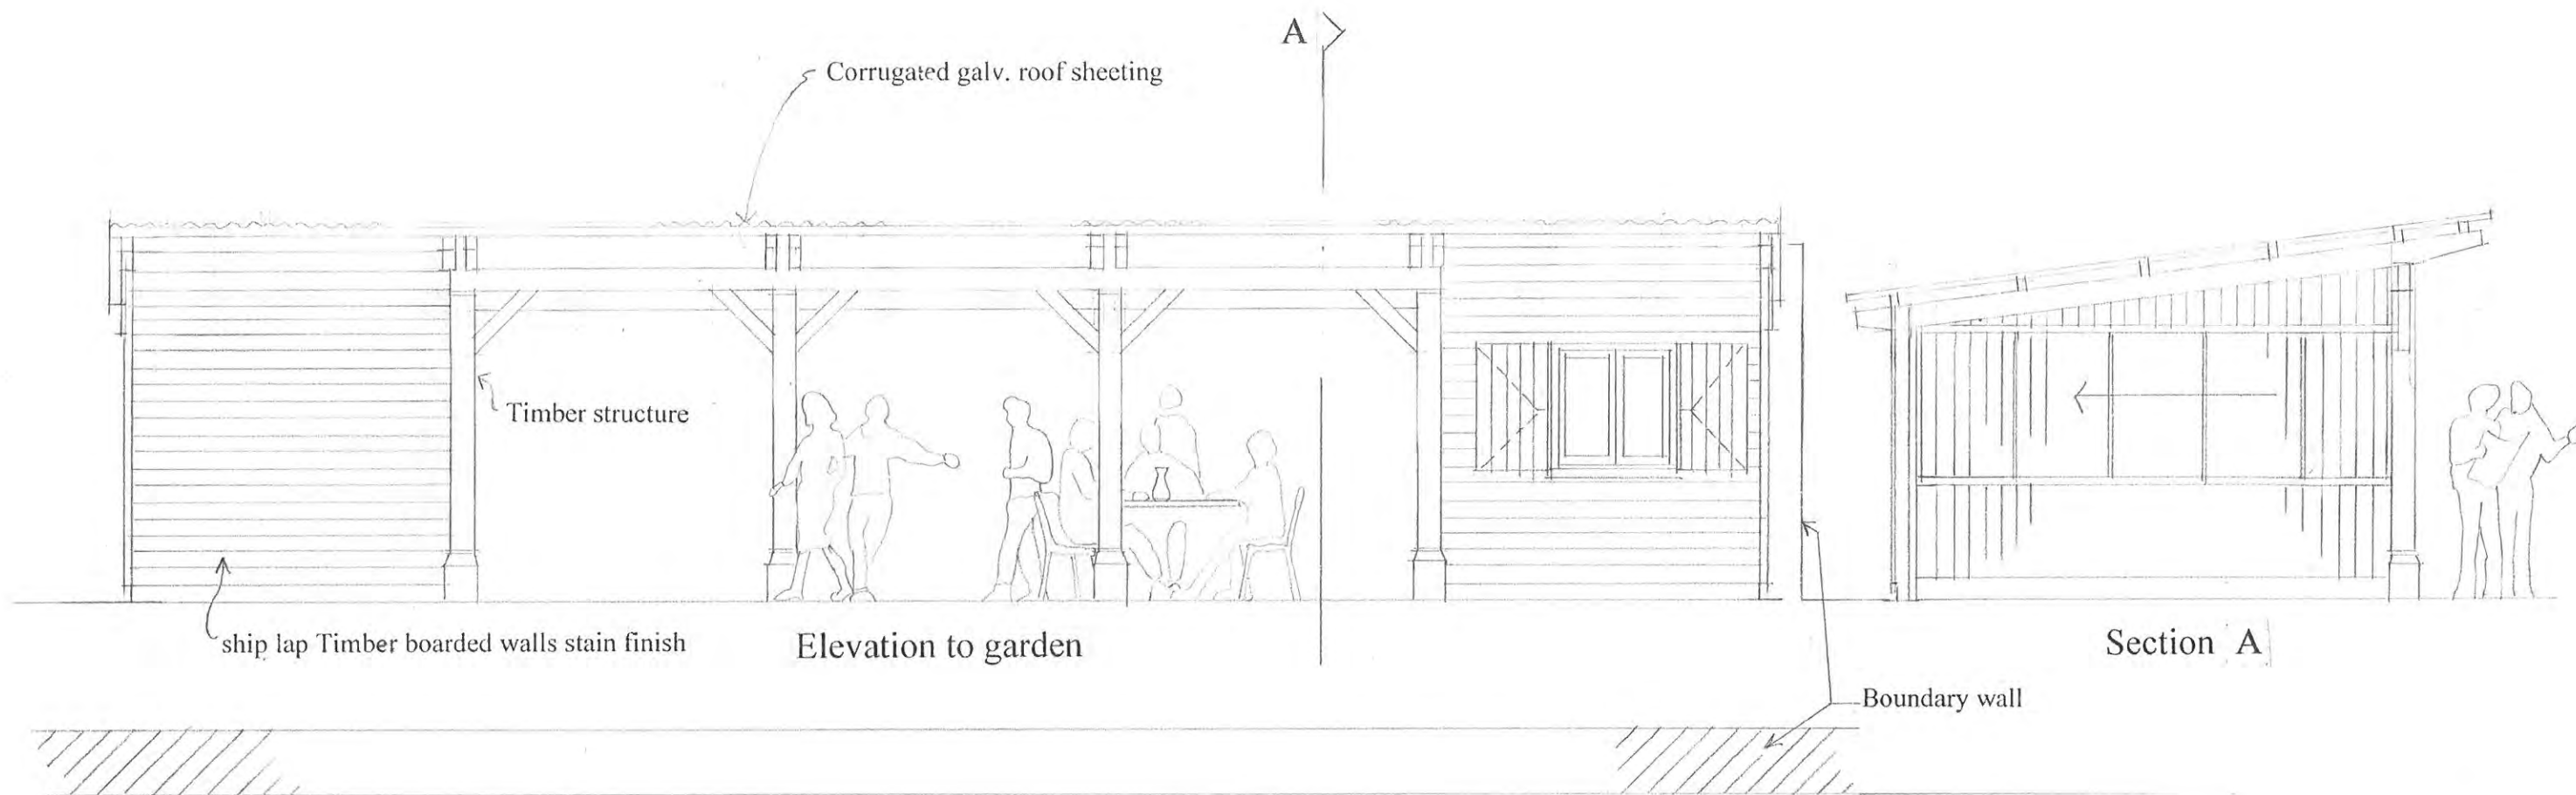 A
Corrugated galv. roof sheeting
Timber structure
ship lap Timber boarded walls stain finish
Elevation to garden
Section A
Boundary wall